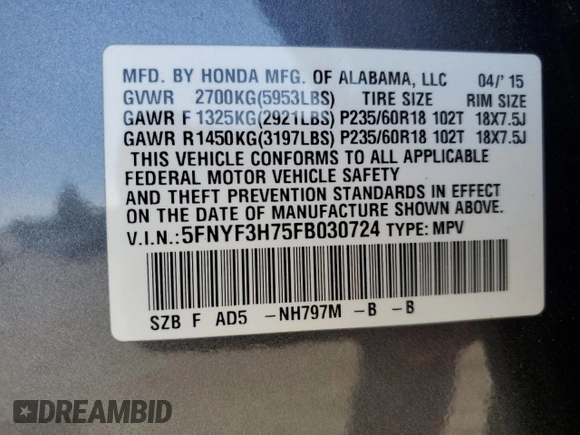 MFD. BY HONDA MFG. OF ALABAMA, LLC 04/'15
GVWR 2700KG(5953LBS) TIRE SIZE RIM SIZE
GAWR F 1325KG(2921LBS) P235/60R18 102T 18X7.5J
GAWR R1450KG(3197LBS) P235/60R18 102T 18X7.5J
THIS VEHICLE CONFORMS TO ALL APPLICABLE
FEDERAL MOTOR VEHICLE SAFETY
AND THEFT PREVENTION STANDARDS IN EFFECT
ON THE DATE OF MANUFACTURE SHOWN ABOVE.
V.I.N.:5FNYF3H75FB030724 TYPE: MPV
SZB F AD5 -NH797M -B -B
DREAMBID